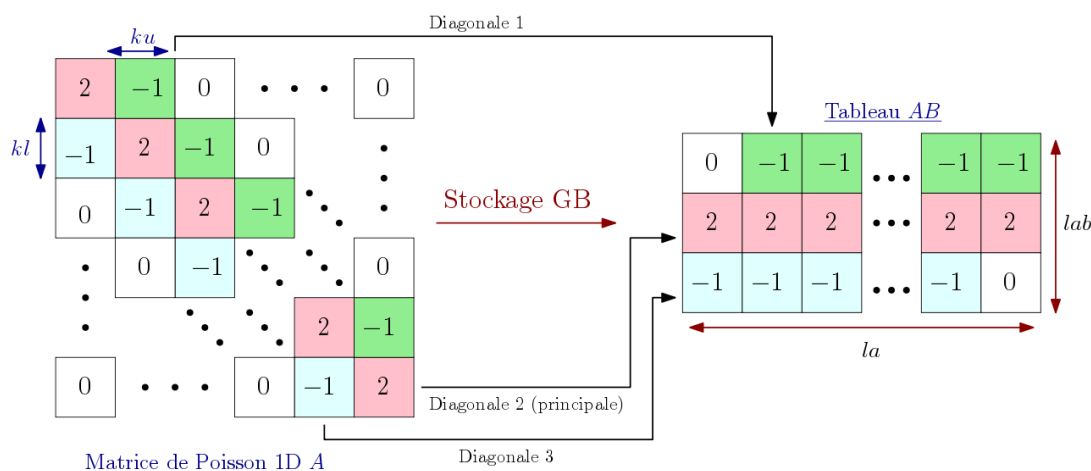 Diagonale 1
ku
2 −1 0 0
Tableau AB
kl
−1 2 −1 0
0 −1 −1 −1 −1
0 −1 2 −1
Stockage GB
2 2 2 2 2
lab
0 −1 0
−1 −1 −1 −1 0
2 −1
la
0 0 −1 2
Diagonale 2 (principale)
Diagonale 3
Matrice de Poisson 1D A